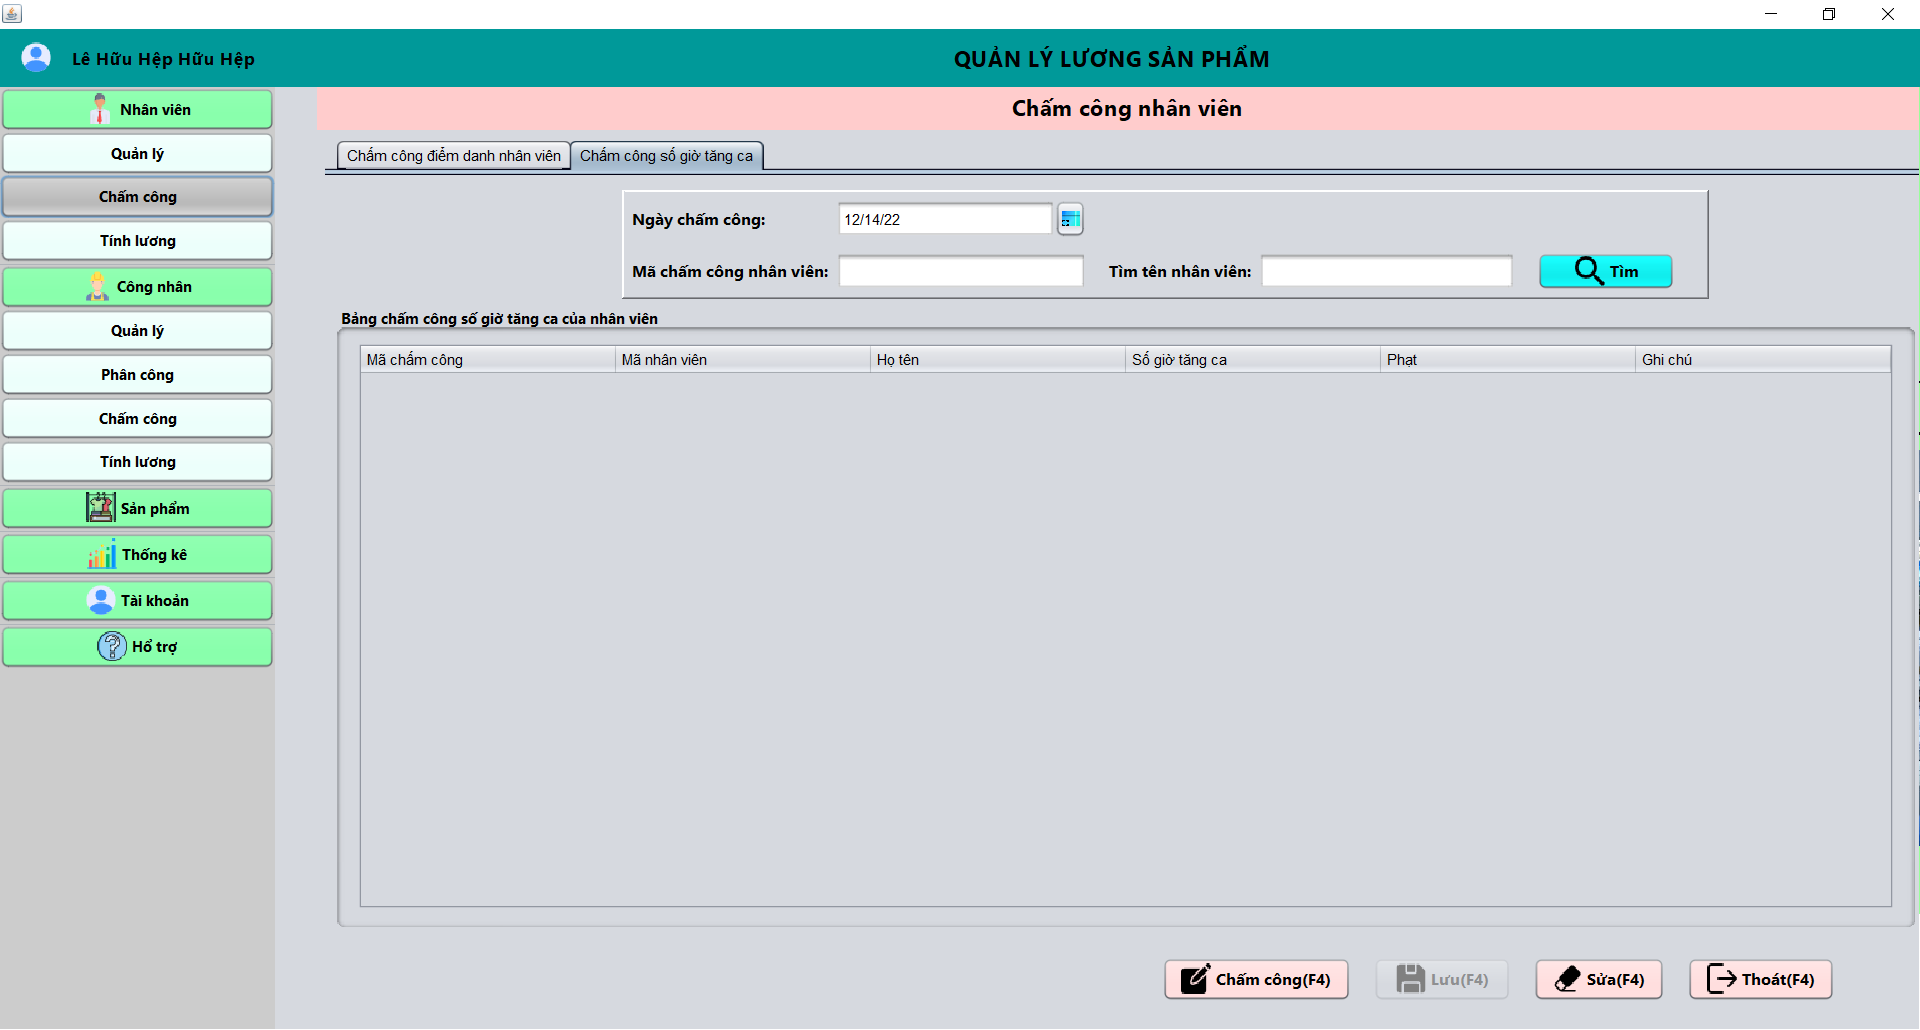 Lê Hữu Hẹp Hữu Hẹp
QUẢN LÝ LƯƠNG SẢN PHẨM
Nhân viên
Quản lý
Chấm công
Tính lương
Công nhân
Quản lý
Phân công
Chấm công
Tính lương
Sản phẩm
Thống kê
Tài khoản
Hổ trợ
Chấm công nhân viên
Chấm công điểm danh nhân viên
Chấm công số giờ tăng ca
Ngày chấm công:
12/14/22
Mã chấm công nhân viên:
Tìm tên nhân viên:
Tìm
Bảng chấm công số giờ tăng ca của nhân viên
Mã chấm công
Mã nhân viên
Họ tên
Số giờ tăng ca
Phạt
Ghi chú
Chấm công(F4)
Lưu(F4)
Sửa(F4)
Thoát(F4)